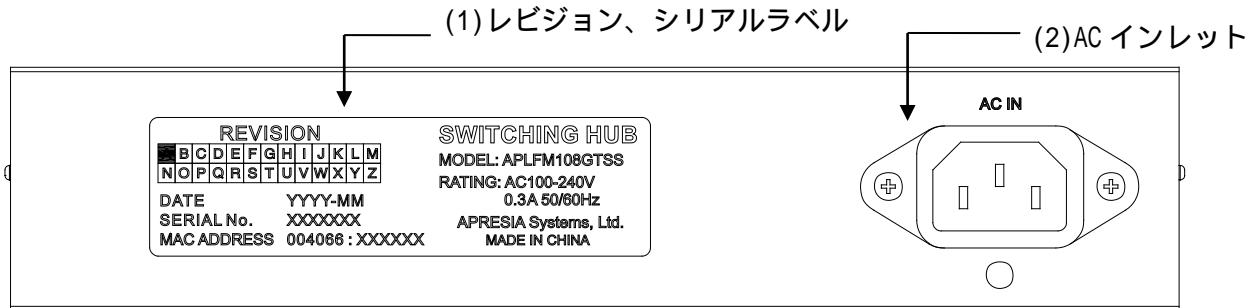 (1)レビジョン、シリアルラベル
(2)AC インレット
AC IN
REVISION
B C D E F G H I J K L M
N O P Q R S T U V W X Y Z
DATE YYYY-MM
SERIAL No. XXXXXXX
MAC ADDRESS 004066 : XXXXXX
SWITCHING HUB
MODEL: APLFM108GTSS
RATING: AC100-240V
0.3A 50/60Hz
APRESIA Systems, Ltd.
MADE IN CHINA